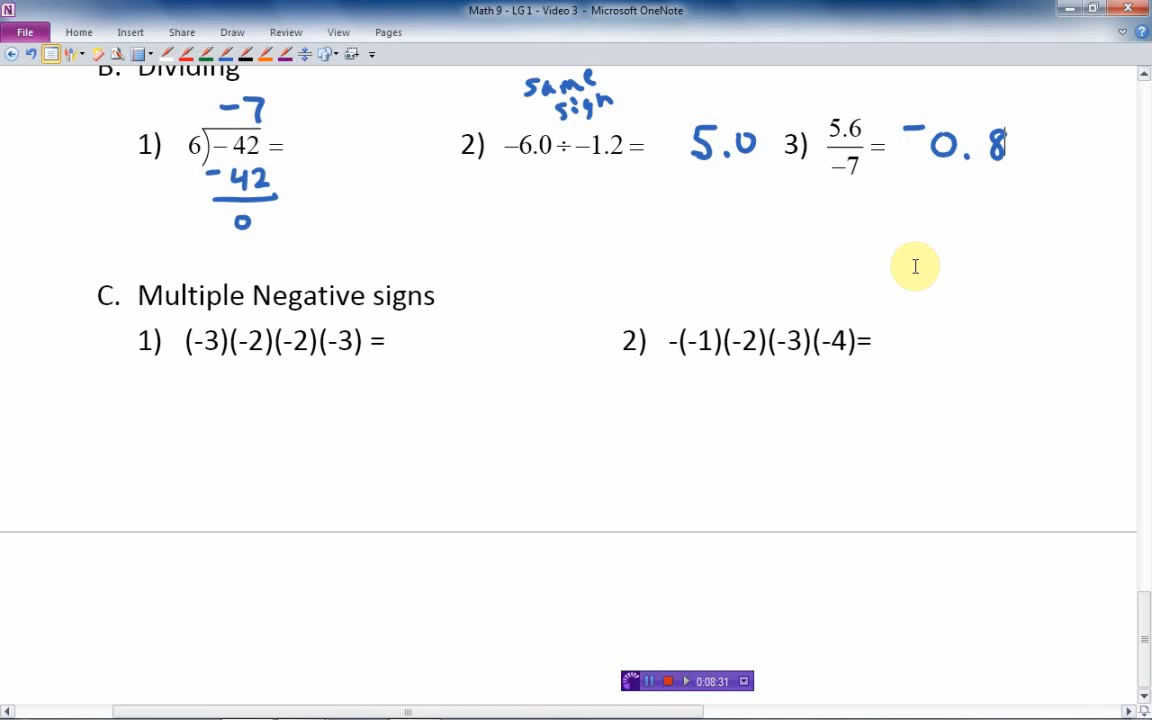 Math 9 - LG 1 - Video 3 - Microsoft OneNote
File Home Insert Share Draw Review View Pages
B. Dividing
1) 6)−42 =
-7
-42
0
2) −6.0 ÷ −1.2 = 5.0
same
sign
3) 5.6
−7 = -0.8
C. Multiple Negative signs
1) (-3)(-2)(-2)(-3) =
2) -(-1)(-2)(-3)(-4)=
0:08:31